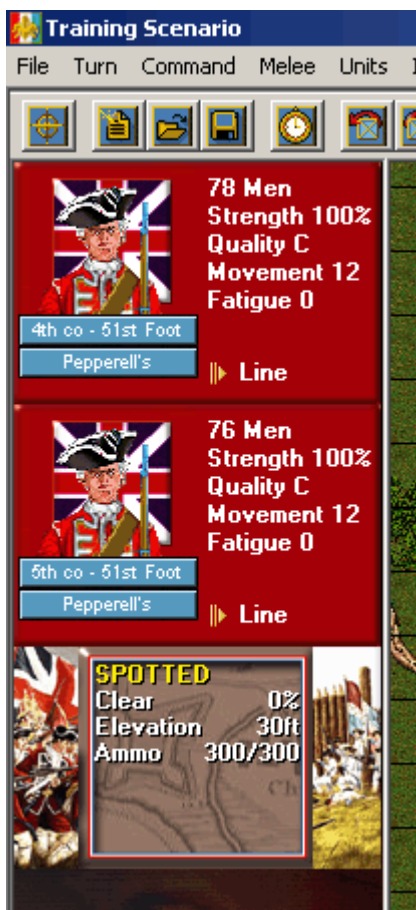 Training Scenario
File Turn Command Melee Units
78 Men
Strength 100%
Quality C
Movement 12
Fatigue 0
4th co - 51st Foot
Pepperell's
Line
76 Men
Strength 100%
Quality C
Movement 12
Fatigue 0
5th co - 51st Foot
Pepperell's
Line
SPOTTED
Clear 0%
Elevation 30ft
Ammo 300/300
Ch